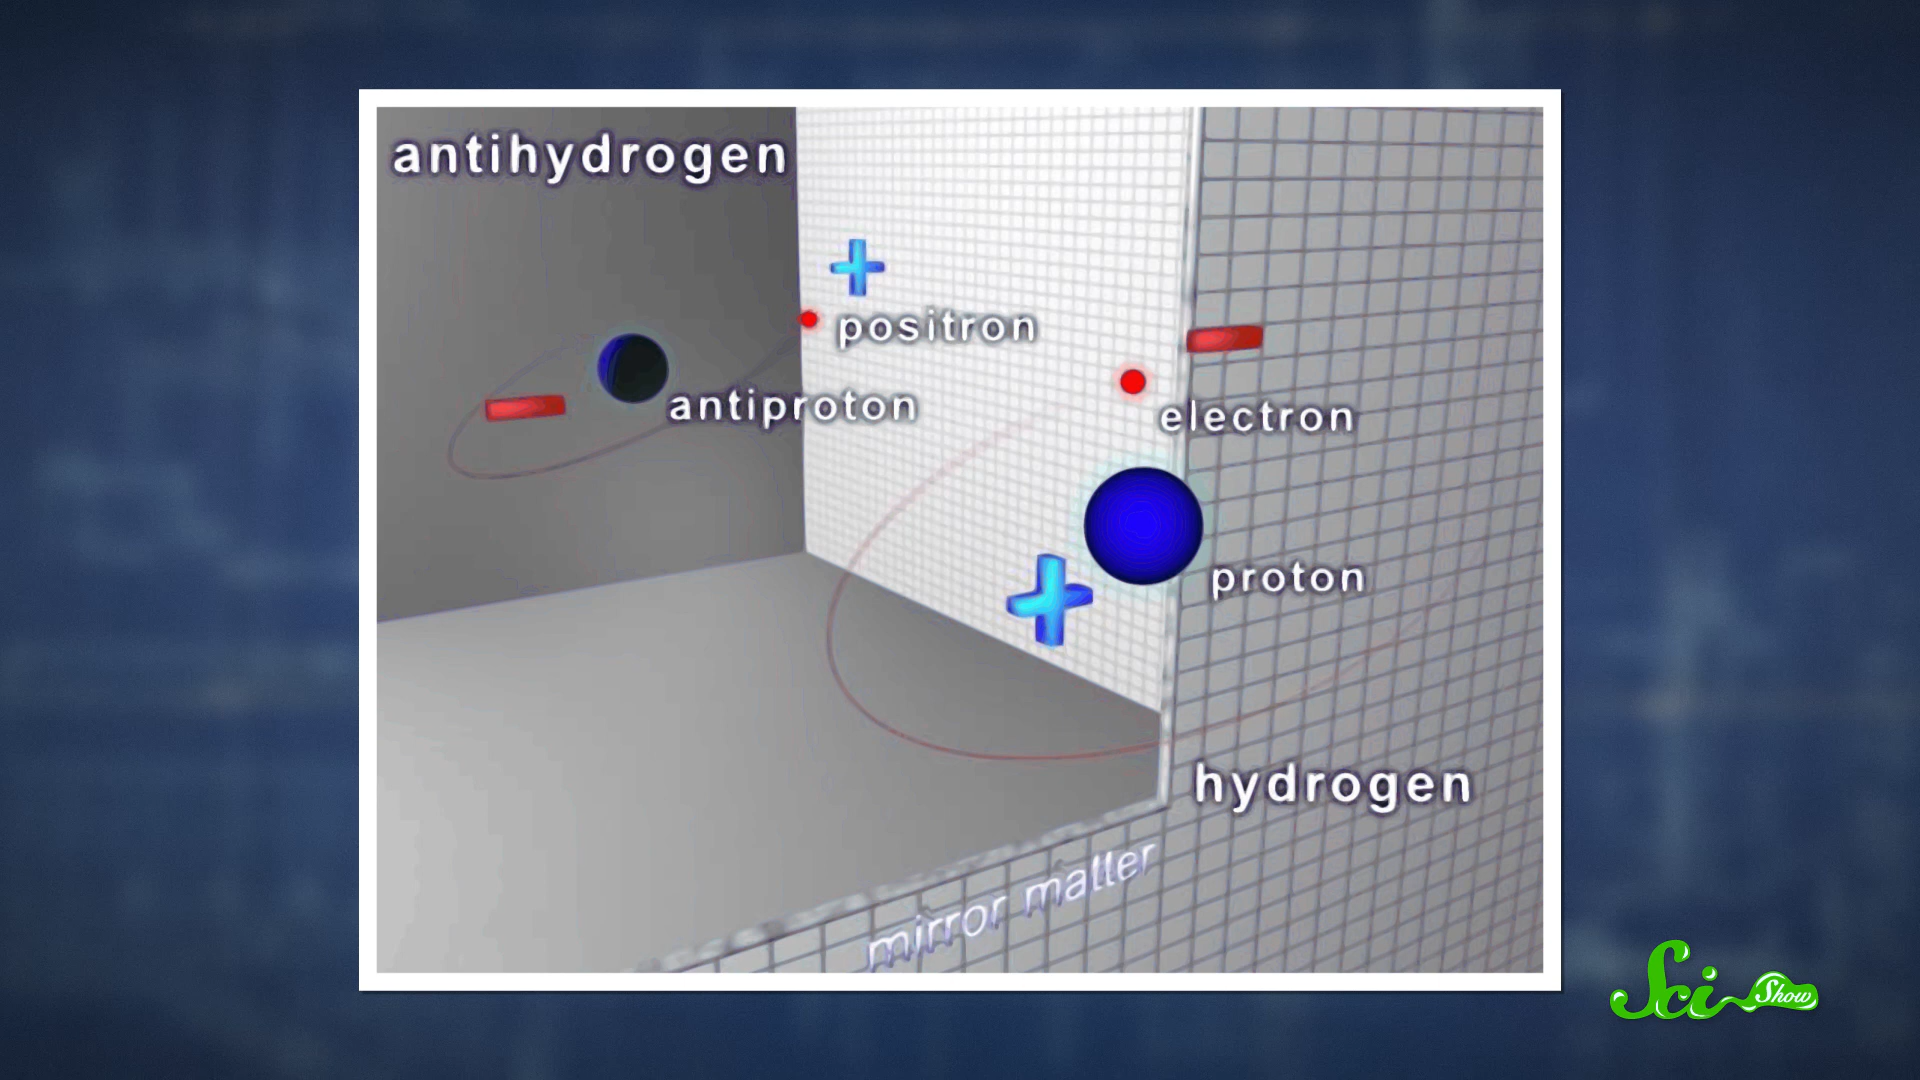 antihydrogen
positron
antiproton
electron
proton
hydrogen
mirror matter
Sci Show